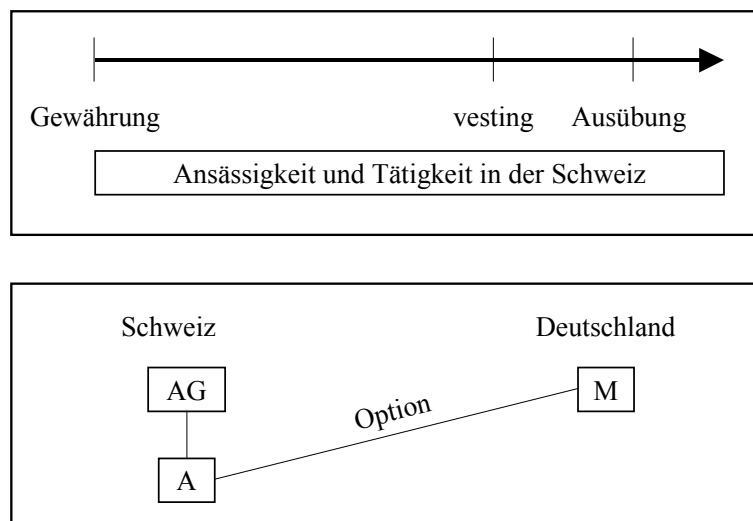 Gewährung vesting Ausübung
Ansässigkeit und Tätigkeit in der Schweiz
Schweiz Deutschland
AG M
Option
A